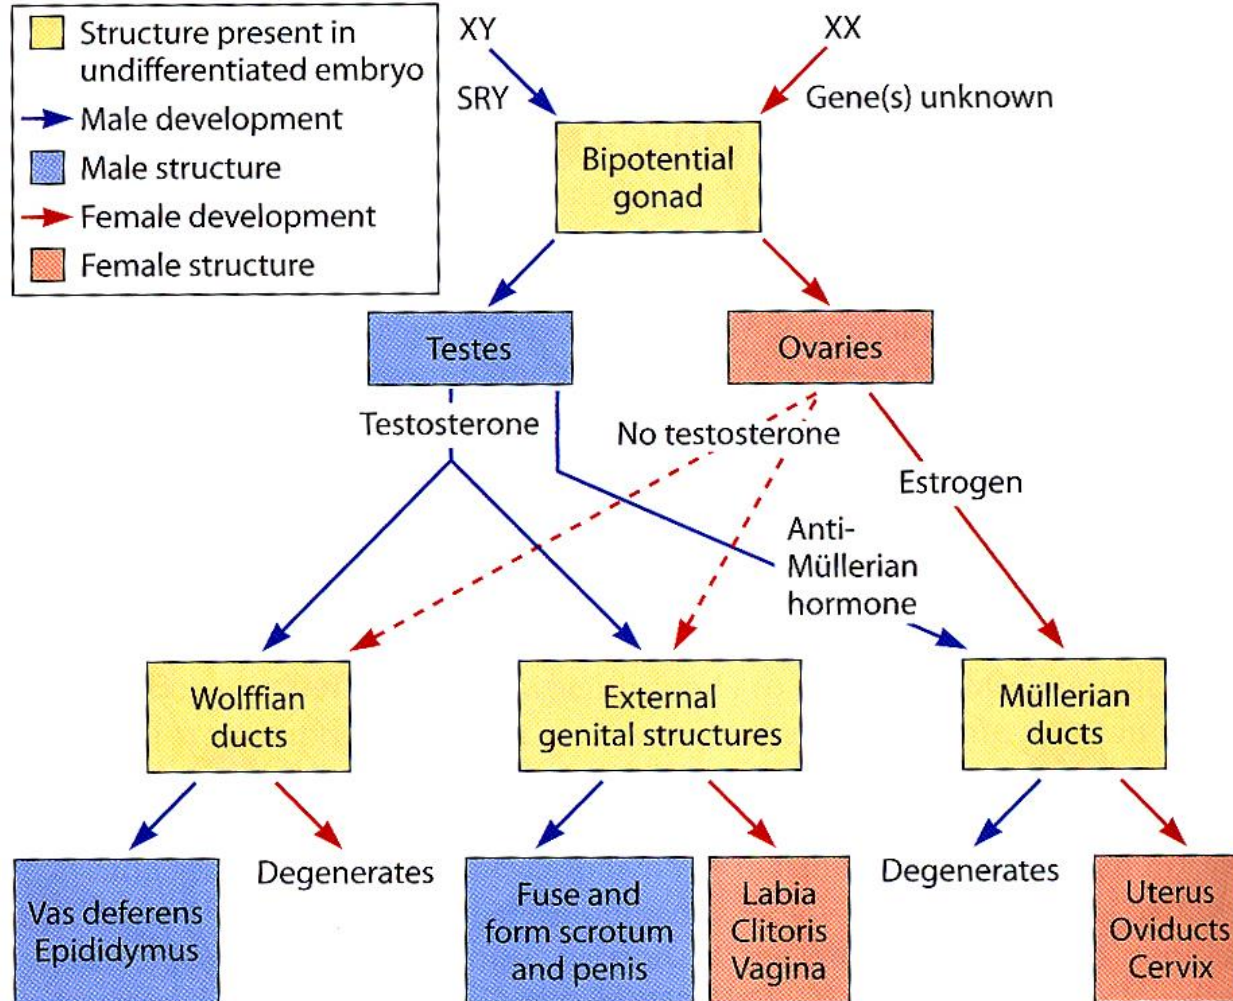 Structure present in
undifferentiated embryo
Male development
Male structure
Female development
Female structure
XY
XX
SRY
Gene(s) unknown
Bipotential
gonad
Testes
Ovaries
Testosterone
No testosterone
Estrogen
Anti-
Müllerian
hormone
Wolffian
ducts
External
genital structures
Müllerian
ducts
Vas deferens
Epididymus
Degenerates
Fuse and
form scrotum
and penis
Labia
Clitoris
Vagina
Degenerates
Uterus
Oviducts
Cervix